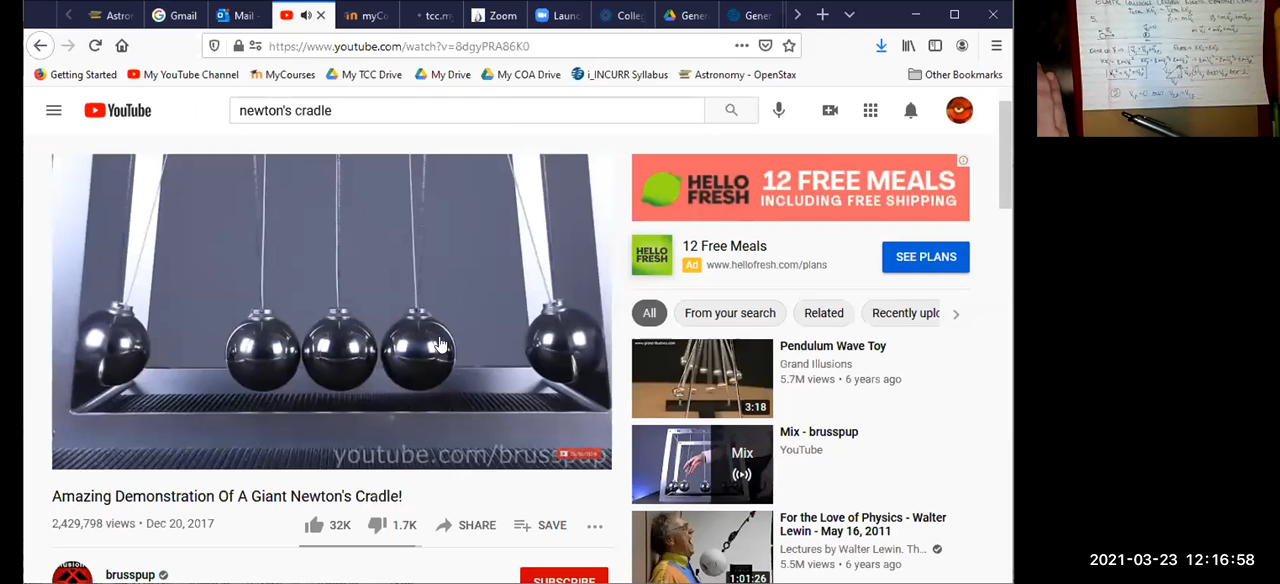 Astror
Gmail
Mail
myCo
tcc.my
Zoom
Launc
Colle
Gener
Gener
https://www.youtube.com/watch?v=8dgyPRA86K0
Getting Started
My YouTube Channel
MyCourses
My TCC Drive
My Drive
My COA Drive
i_INCURR Syllabus
Astronomy - OpenStax
Other Bookmarks
YouTube
newton's cradle
youtube.com/brusspup
HELLO FRESH
12 FREE MEALS
INCLUDING FREE SHIPPING
HELLO FRESH
12 Free Meals
Ad www.hellofresh.com/plans
SEE PLANS
All
From your search
Related
Recently uplo
Pendulum Wave Toy
Grand Illusions
5.7M views • 6 years ago
3:18
Mix - brusspup
YouTube
Mix
For the Love of Physics - Walter
Lewin - May 16, 2011
Lectures by Walter Lewin. Th...
5.5M views • 6 years ago
1:01:26
Amazing Demonstration Of A Giant Newton's Cradle!
2,429,798 views • Dec 20, 2017
32K
1.7K
SHARE
SAVE
brusspup
SUBSCRIBE
2021-03-23 12:16:58